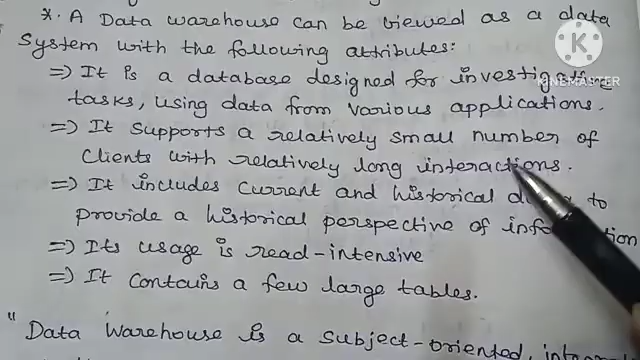 *. A Data warehouse can be viewed as a data
System with the following attributes:
=) It is a database designed for investigative
tasks, using data from various applications.
=) It supports a relatively small number of
clients with relatively long interactions.
=) It includes current and historical data to
provide a historical perspective of information
=) Its usage is read-intensive
=) It contains a few large tables.
"Data Warehouse is a subject-oriented,
KINEMASTER